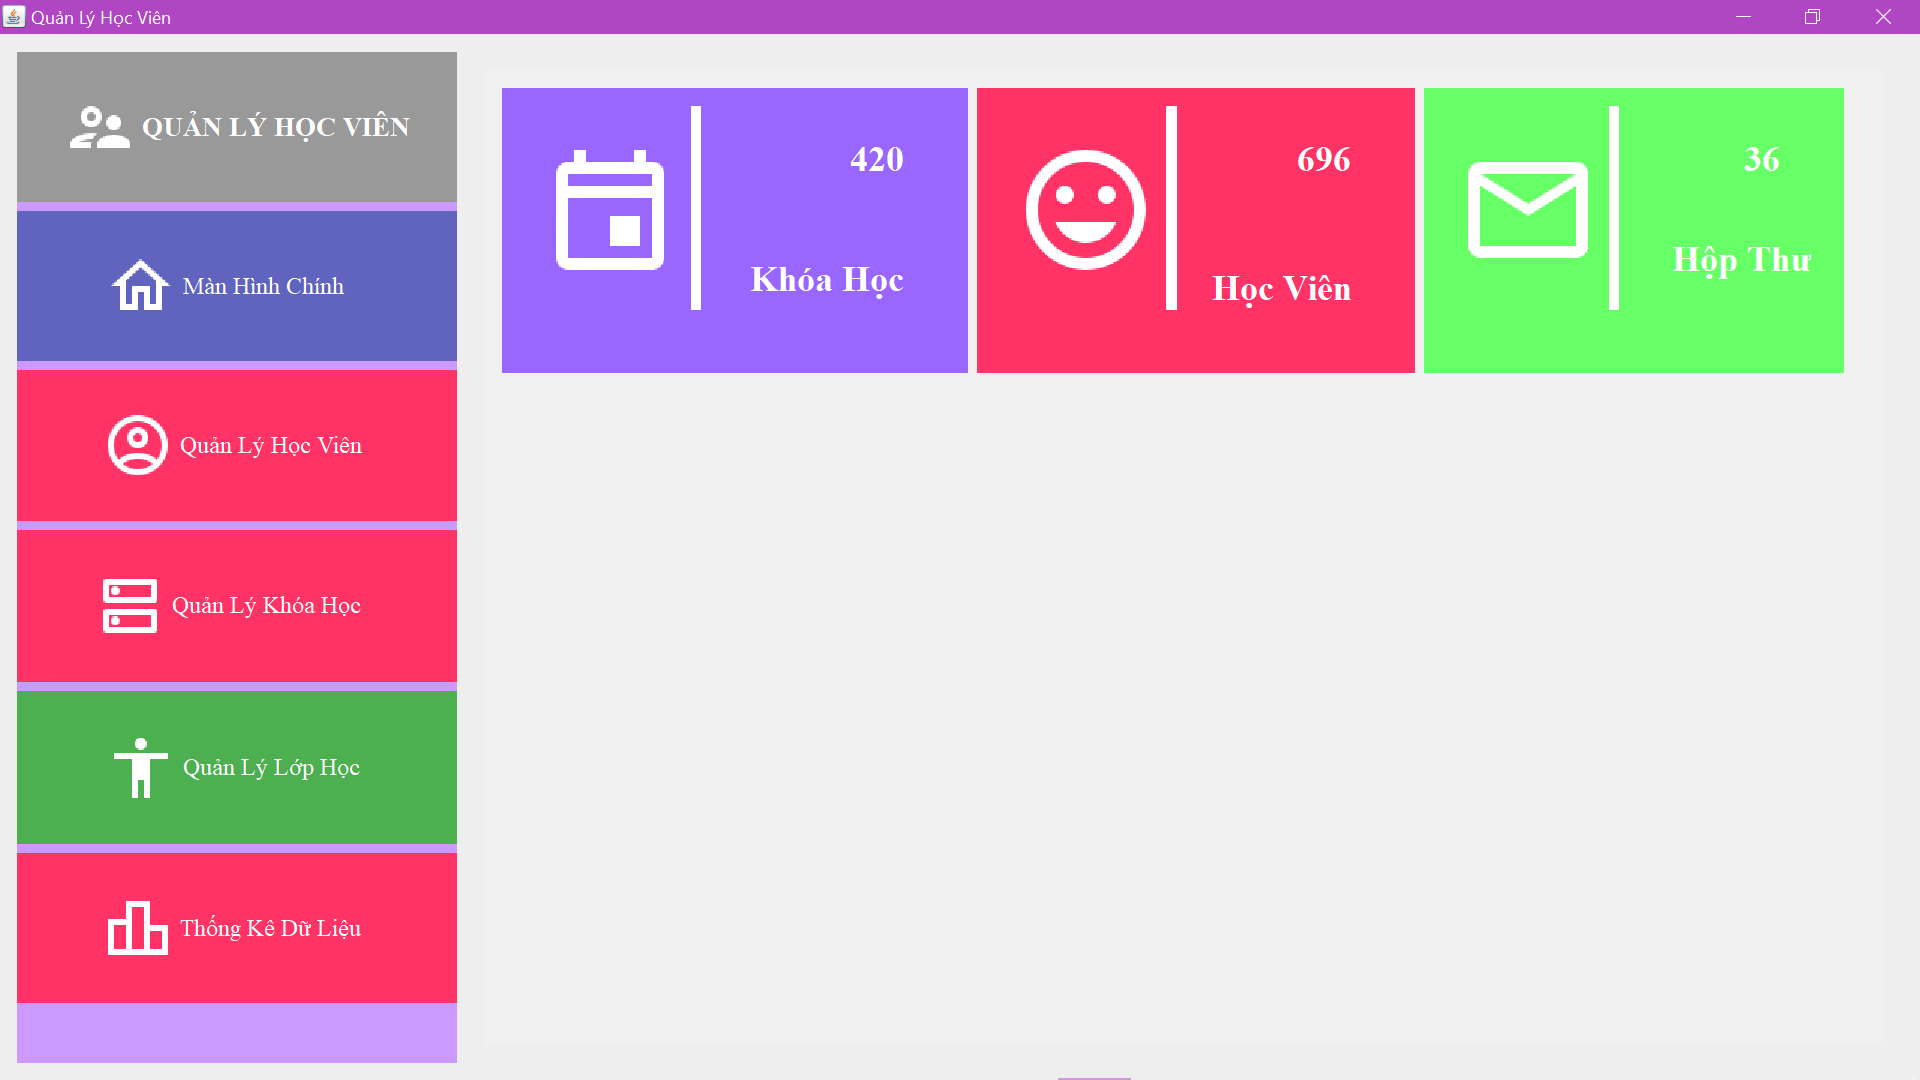 Quản Lý Học Viên
QUẢN LÝ HỌC VIÊN
Màn Hình Chính
Quản Lý Học Viên
Quản Lý Khóa Học
Quản Lý Lớp Học
Thống Kê Dữ Liệu
420
Khóa Học
696
Học Viên
36
Hộp Thư